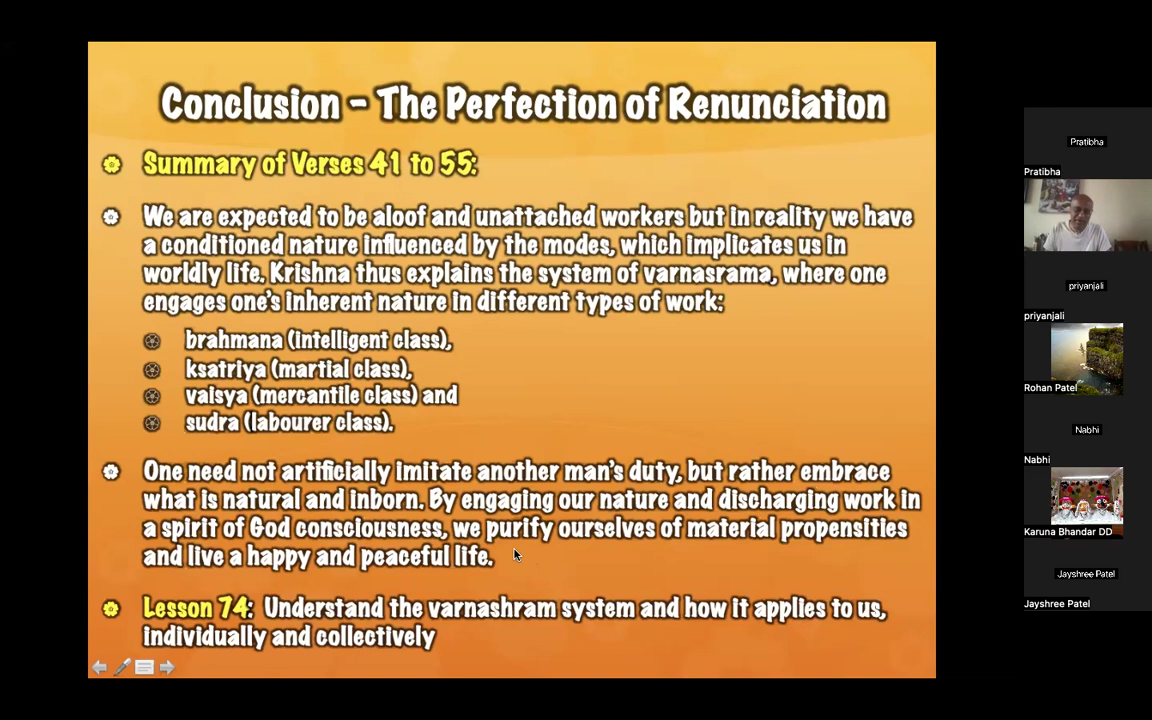 Conclusion - The Perfection of Renunciation
Summary of Verses 41 to 55:
We are expected to be aloof and unattached workers but in reality we have
a conditioned nature influenced by the modes, which implicates us in
worldly life. Krishna thus explains the system of varnasrama, where one
engages one's inherent nature in different types of work:
brahmana (intelligent class),
ksatriya (martial class),
vaisya (mercantile class) and
sudra (labourer class).
One need not artificially imitate another man's duty, but rather embrace
what is natural and inborn. By engaging our nature and discharging work in
a spirit of God consciousness, we purify ourselves of material propensities
and live a happy and peaceful life.
Lesson 74: Understand the varnashram system and how it applies to us,
individually and collectively
Pratibha
Pratibha
priyanjali
priyanjali
Rohan Patel
Nabhi
Nabhi
Karuna Bhandar DD
Jayshree Patel
Jayshree Patel